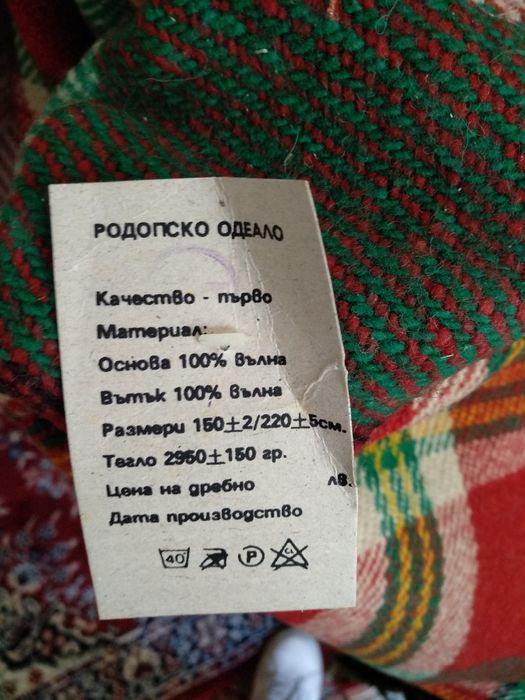 РОДОПСКО ОДЕАЛО
Качество - първо
Материал:
Основа 100% вълна
Вътък 100% вълна
Размери 150±2/220±5см.
Тегло 2950±150 гр.
Цена на дребно лв.
Дата производство
40 P CL